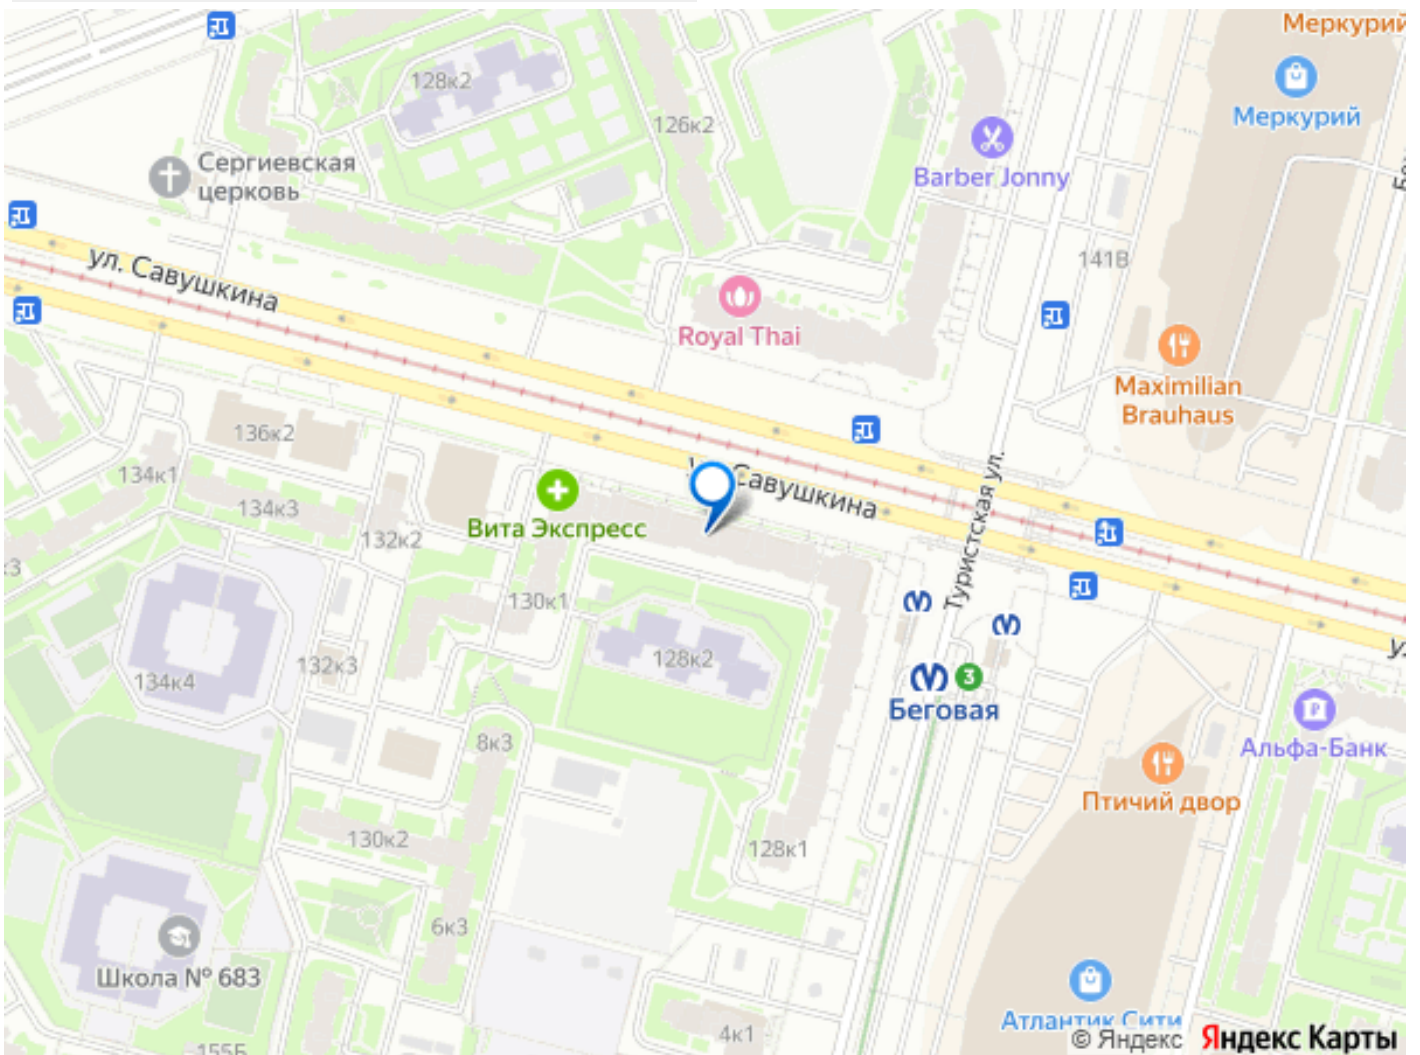 Меркурий
128к2
Меркурий
126к2
Сергиевская
церковь
Barber Jonny
141В
ул. Савушкина
Royal Thai
Maximilian
Brauhaus
136к2
134к1
134к3
132к2
Вита Экспресс
Савушкина
Туристская ул.
130к1
128к2
132к3
134к4
3
Беговая
Альфа-Банк
8к3
Птичий двор
130к2
128к1
6к3
Школа № 683
Атлантик Сити
4к1
155Б
© Яндекс Яндекс Карты